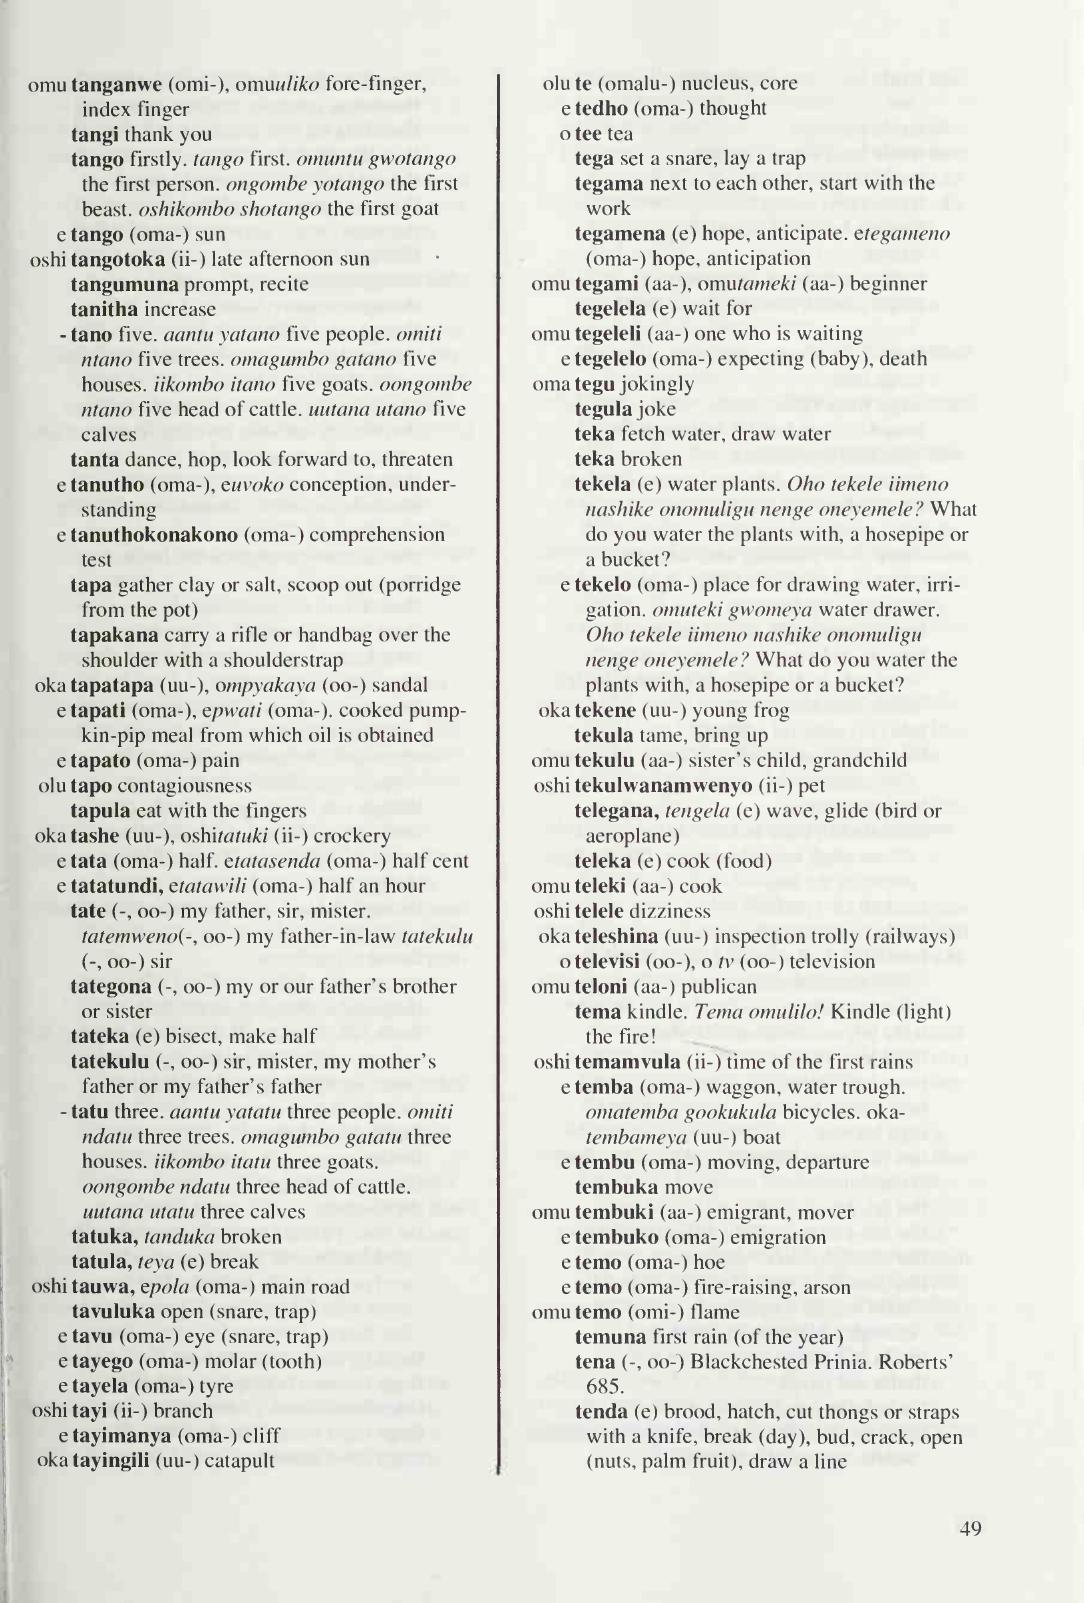 omu tanganwe (omi-), omuuliko fore-finger,
index finger
tangi thank you
tango firstly. tango first. omuntu gwotango
the first person. ongombe yotango the first
beast. oshikombo shotango the first goat
e tango (oma-) sun
oshi tangotoka (ii-) late afternoon sun
tangumuna prompt, recite
tanitha increase
- tano five. aantu yatano five people. omiti
ntano five trees. omagumbo gatano five
houses. iikombo itano five goats. oongombe
ntano five head of cattle. uutana utano five
calves
tanta dance, hop, look forward to, threaten
e tanutho (oma-), euvoko conception, under-
standing
e tanuthokonakono (oma-) comprehension
test
tapa gather clay or salt, scoop out (porridge
from the pot)
tapakana carry a rifle or handbag over the
shoulder with a shoulderstrap
oka tapatapa (uu-), ompyakaya (oo-) sandal
e tapati (oma-), epwati (oma-). cooked pump-
kin-pip meal from which oil is obtained
e tapato (oma-) pain
olu tapo contagiousness
tapula eat with the fingers
oka tashe (uu-), oshitatuki (ii-) crockery
e tata (oma-) half. etatasenda (oma-) half cent
e tatatundi, etatawili (oma-) half an hour
tate (-, oo-) my father, sir, mister.
tatemweno(-, oo-) my father-in-law tatekulu
(-, oo-) sir
tategona (-, oo-) my or our father's brother
or sister
tateka (e) bisect, make half
tatekulu (-, oo-) sir, mister, my mother's
father or my father's father
- tatu three. aantu yatatu three people. omiti
ndatu three trees. omagumbo gatatu three
houses. iikombo itatu three goats.
oongombe ndatu three head of cattle.
uutana utatu three calves
tatuka, tanduka broken
tatula, teya (e) break
oshi tauwa, epola (oma-) main road
tavuluka open (snare, trap)
e tavu (oma-) eye (snare, trap)
e tayego (oma-) molar (tooth)
e tayela (oma-) tyre
oshi tayi (ii-) branch
e tayimanya (oma-) cliff
oka tayingili (uu-) catapult
olu te (omalu-) nucleus, core
e tedho (oma-) thought
o tee tea
tega set a snare, lay a trap
tegama next to each other, start with the
work
tegamena (e) hope, anticipate. etegameno
(oma-) hope, anticipation
omu tegami (aa-), omutameki (aa-) beginner
tegelela (e) wait for
omu tegeleli (aa-) one who is waiting
e tegelelo (oma-) expecting (baby), death
oma tegu jokingly
tegula joke
teka fetch water, draw water
teka broken
tekela (e) water plants. Oho tekele iimeno
nashike onomuligu nenge oneyemele? What
do you water the plants with, a hosepipe or
a bucket?
e tekelo (oma-) place for drawing water, irri-
gation. omuteki gwomeya water drawer.
Oho tekele iimeno nashike onomuligu
nenge oneyemele? What do you water the
plants with, a hosepipe or a bucket?
oka tekene (uu-) young frog
tekula tame, bring up
omu tekulu (aa-) sister's child, grandchild
oshi tekulwanamwenyo (ii-) pet
telegana, tengela (e) wave, glide (bird or
aeroplane)
teleka (e) cook (food)
omu teleki (aa-) cook
oshi telele dizziness
oka teleshina (uu-) inspection trolly (railways)
o televisi (oo-), o tv (oo-) television
omu teloni (aa-) publican
tema kindle. Tema omulilo! Kindle (light)
the fire!
oshi temamvula (ii-) time of the first rains
e temba (oma-) waggon, water trough.
omatemba gookukula bicycles. oka-
tembameya (uu-) boat
e tembu (oma-) moving, departure
tembuka move
omu tembuki (aa-) emigrant, mover
e tembuko (oma-) emigration
e temo (oma-) hoe
e temo (oma-) fire-raising, arson
omu temo (omi-) flame
temuna first rain (of the year)
tena (-, oo-) Blackchested Prinia. Roberts'
685.
tenda (e) brood, hatch, cut thongs or straps
with a knife, break (day), bud, crack, open
(nuts, palm fruit), draw a line
49